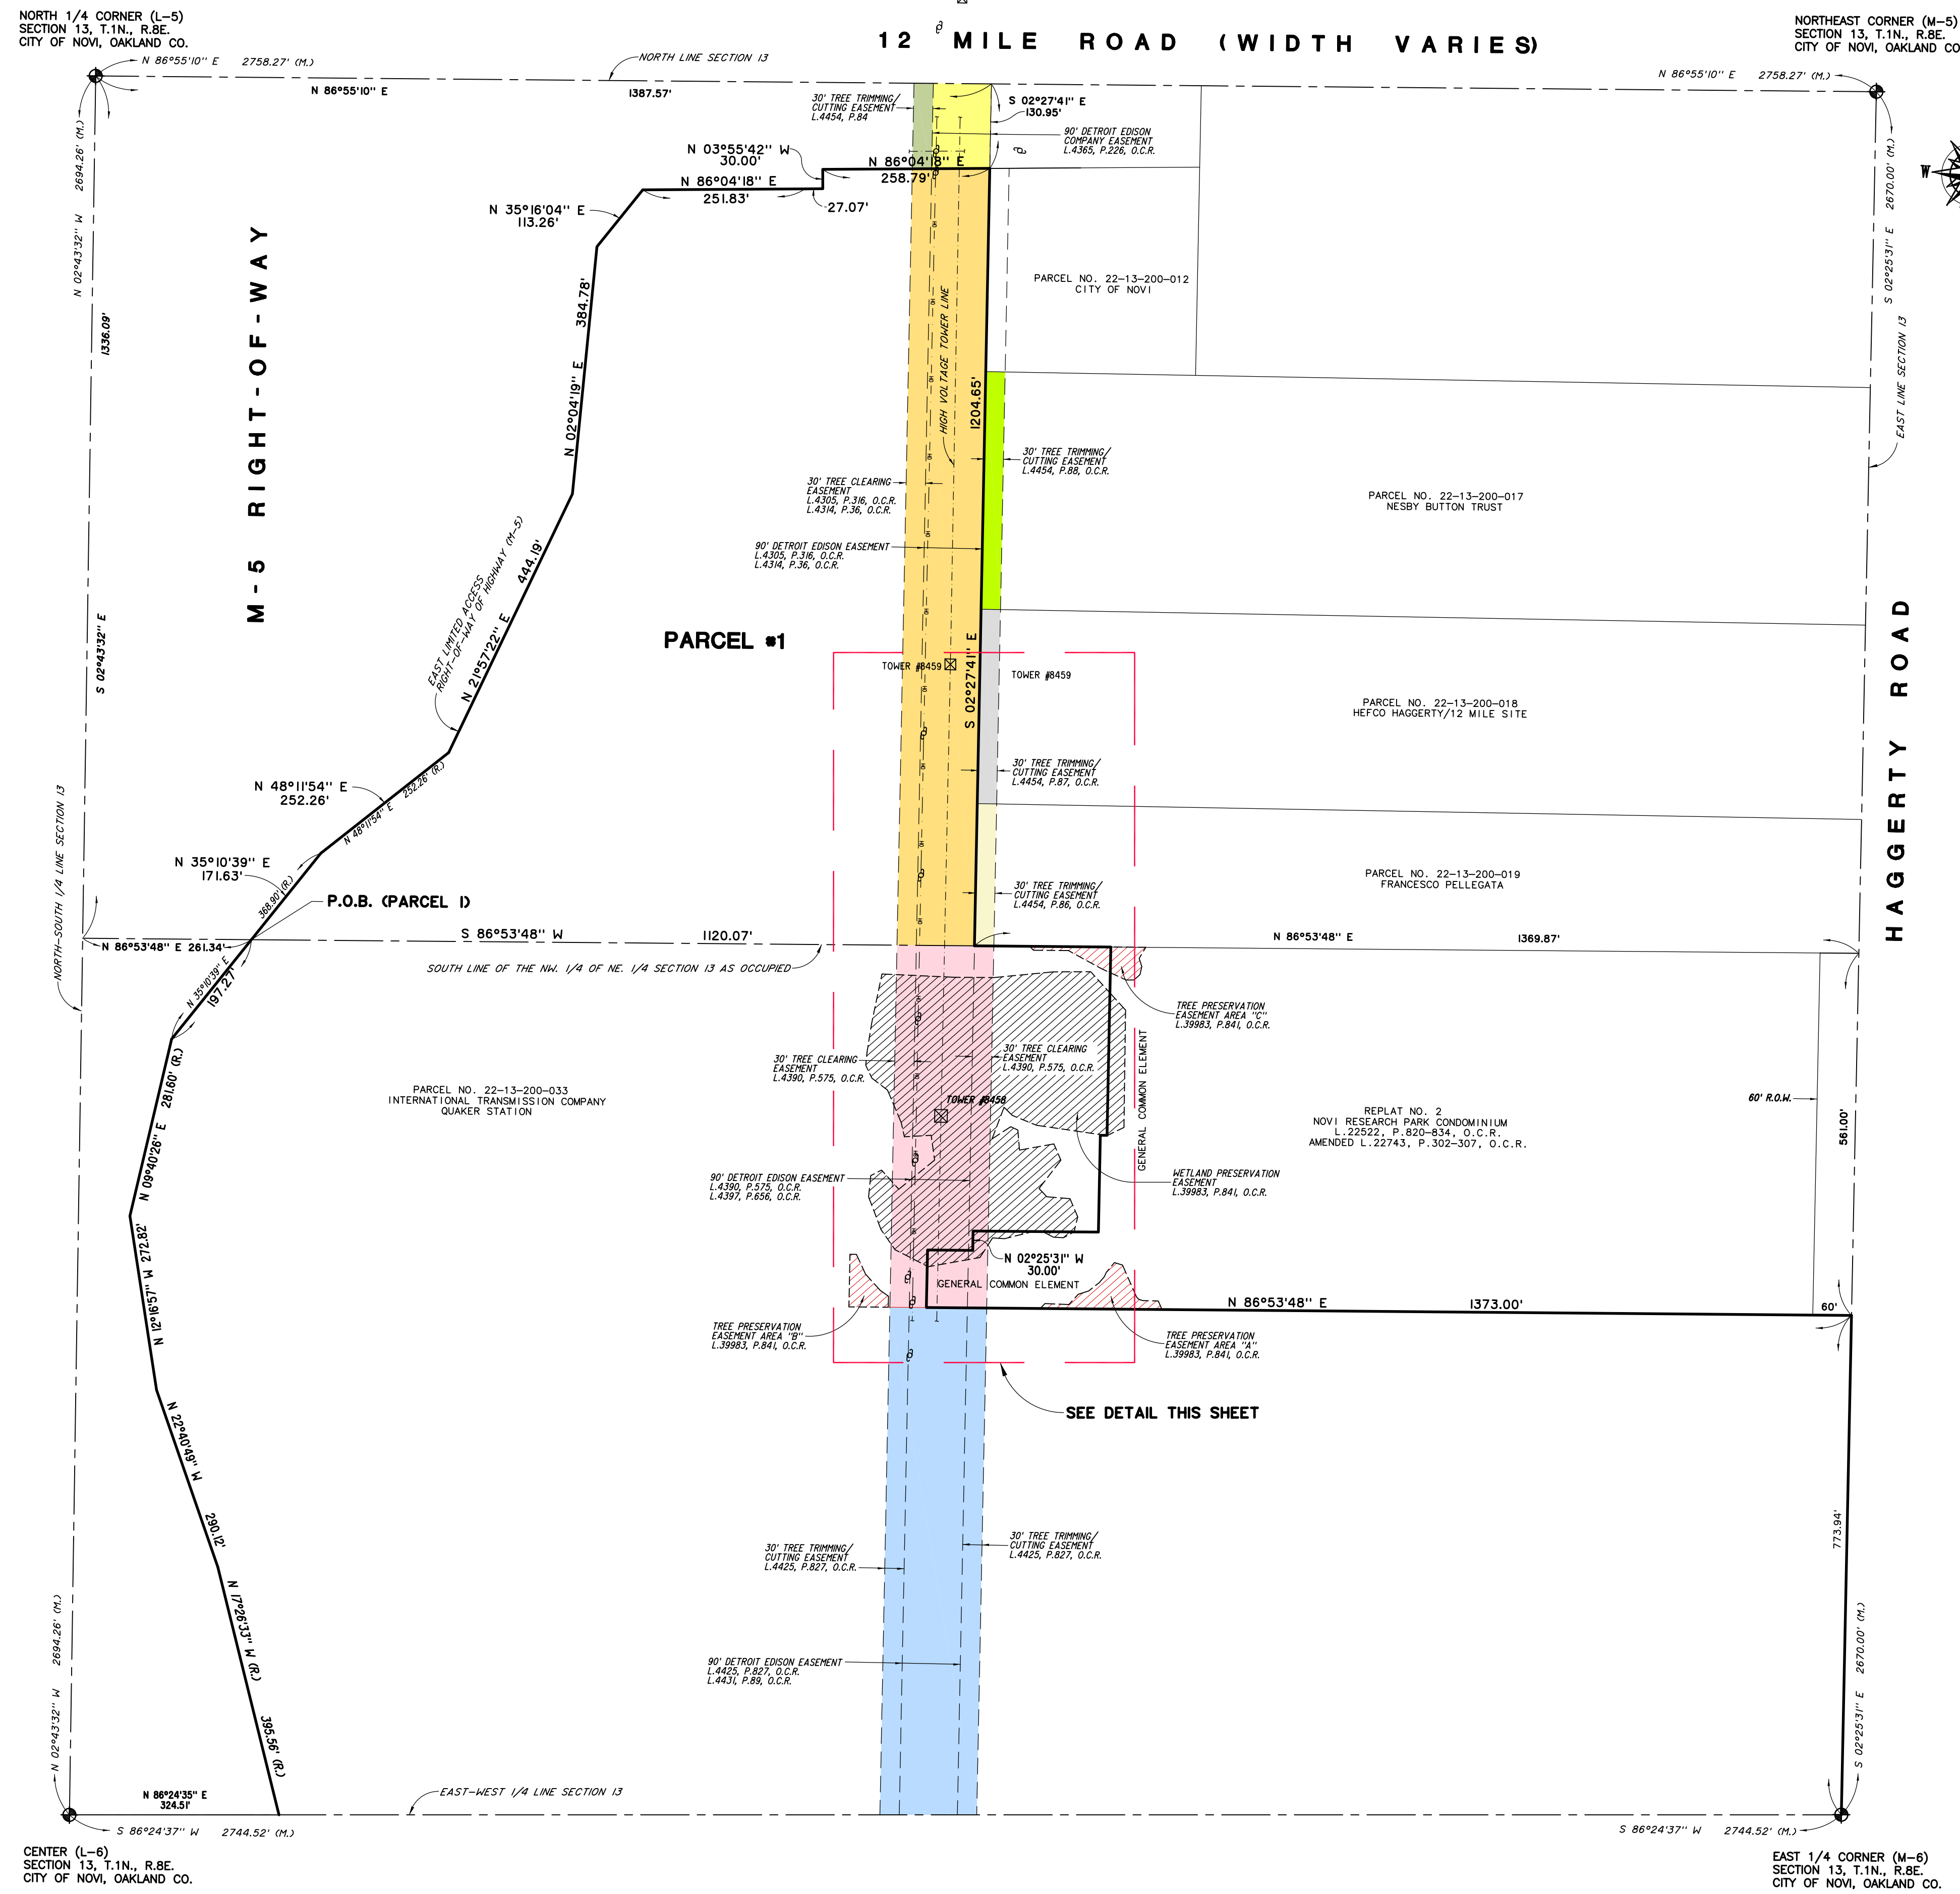 NORTH 1/4 CORNER (L-5)
SECTION 13, T.1N., R.8E.
CITY OF NOVI, OAKLAND CO.
12 MILE ROAD (WIDTH VARIES)
NORTHEAST CORNER (M-5)
SECTION 13, T.1N., R.8E.
CITY OF NOVI, OAKLAND CO
N 86°55'10" E 2758.27' (M.)
NORTH LINE SECTION 13
N 86°55'10" E 2758.27' (M.)
N 86°55'10" E
1387.57'
30' TREE TRIMMING/
CUTTING EASEMENT
L.4454, P.84
S 02°27'41" E
130.95'
90' DETROIT EDISON
COMPANY EASEMENT
L.4365, P.226, O.C.R.
N 02°43'32" W 2694.26' (M.)
S 02°25'31" E 2670.00' (M.)
W
N 03°55'42" W
30.00'
N 86°04'18" E
258.79'
N 86°04'18" E
251.83'
27.07'
N 35°16'04" E
113.26'
M-5 RIGHT-OF-WAY
1336.09'
S 02°43'32" E
N 02°04'19" E 384.78'
HIGH VOLTAGE TOWER LINE
PARCEL NO. 22-13-200-012
CITY OF NOVI
EAST LINE SECTION 13
1204.65'
S 02°27'41" E
30' TREE TRIMMING/
CUTTING EASEMENT
L.4454, P.88, O.C.R.
30' TREE CLEARING
EASEMENT
L.4305, P.316, O.C.R.
L.4314, P.36, O.C.R.
PARCEL NO. 22-13-200-017
NESBY BUTTON TRUST
90' DETROIT EDISON EASEMENT
L.4305, P.316, O.C.R.
L.4314, P.36, O.C.R.
EAST LIMITED ACCESS
RIGHT-OF-WAY OF HIGHWAY (M-5)
N 21°57'22" E 444.19'
PARCEL #1
HAGGERTY ROAD
TOWER #8459
TOWER #8459
PARCEL NO. 22-13-200-018
HEFCO HAGGERTY/12 MILE SITE
30' TREE TRIMMING/
CUTTING EASEMENT
L.4454, P.87, O.C.R.
N 48°11'54" E
252.26'
N 48°11'54" E 252.26' (R.)
NORTH-SOUTH 1/4 LINE SECTION 13
N 35°10'39" E
171.63'
368.90' (R.)
P.O.B. (PARCEL 1)
PARCEL NO. 22-13-200-019
FRANCESCO PELLEGATA
30' TREE TRIMMING/
CUTTING EASEMENT
L.4454, P.86, O.C.R.
N 86°53'48" E 261.34'
S 86°53'48" W 1120.07'
N 86°53'48" E 1369.87'
SOUTH LINE OF THE NW. 1/4 OF NE. 1/4 SECTION 13 AS OCCUPIED
N 35°10'39" E
197.27'
TREE PRESERVATION
EASEMENT AREA "C"
L.39983, P.841, O.C.R.
30' TREE CLEARING
EASEMENT
L.4390, P.575, O.C.R.
30' TREE CLEARING
EASEMENT
L.4390, P.575, O.C.R.
GENERAL COMMON ELEMENT
PARCEL NO. 22-13-200-033
INTERNATIONAL TRANSMISSION COMPANY
QUAKER STATION
TOWER #8458
60' R.O.W.
561.00'
REPLAT NO. 2
NOVI RESEARCH PARK CONDOMINIUM
L.22522, P.820-834, O.C.R.
AMENDED L.22743, P.302-307, O.C.R.
N 09°40'26" E 281.60' (R.)
90' DETROIT EDISON EASEMENT
L.4390, P.575, O.C.R.
L.4397, P.656, O.C.R.
WETLAND PRESERVATION
EASEMENT
L.39983, P.841, O.C.R.
N 12°16'57" W 272.82'
N 02°25'31" W
30.00'
GENERAL COMMON ELEMENT
N 86°53'48" E 1373.00'
60'
TREE PRESERVATION
EASEMENT AREA "B"
L.39983, P.841, O.C.R.
TREE PRESERVATION
EASEMENT AREA "A"
L.39983, P.841, O.C.R.
SEE DETAIL THIS SHEET
N 22°40'49" W 290.12'
773.94'
30' TREE TRIMMING/
CUTTING EASEMENT
L.4425, P.827, O.C.R.
30' TREE TRIMMING/
CUTTING EASEMENT
L.4425, P.827, O.C.R.
N 17°26'33" W (R.)
395.56' (R.)
90' DETROIT EDISON EASEMENT
L.4425, P.827, O.C.R.
L.4431, P.89, O.C.R.
N 02°43'32" W 2694.26' (M.)
S 02°25'31" E 2670.00' (M.)
N 86°24'35" E
324.51'
EAST-WEST 1/4 LINE SECTION 13
S 86°24'37" W 2744.52' (M.)
S 86°24'37" W 2744.52' (M.)
CENTER (L-6)
SECTION 13, T.1N., R.8E.
CITY OF NOVI, OAKLAND CO.
EAST 1/4 CORNER (M-6)
SECTION 13, T.1N., R.8E.
CITY OF NOVI, OAKLAND CO.